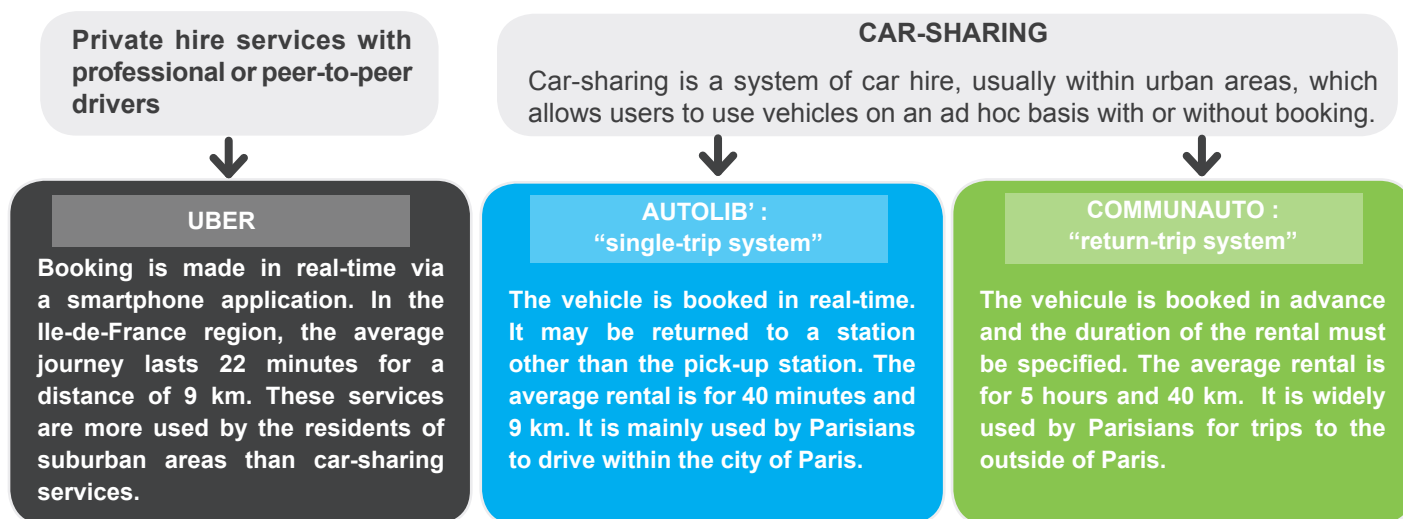 Private hire services with
professional or peer-to-peer
drivers
CAR-SHARING
Car-sharing is a system of car hire, usually within urban areas, which
allows users to use vehicles on an ad hoc basis with or without booking.
UBER
Booking is made in real-time via
a smartphone application. In the
Ile-de-France region, the average
journey lasts 22 minutes for a
distance of 9 km. These services
are more used by the residents of
suburban areas than car-sharing
services.
AUTOLIB’ :
“single-trip system”
The vehicle is booked in real-time.
It may be returned to a station
other than the pick-up station. The
average rental is for 40 minutes and
9 km. It is mainly used by Parisians
to drive within the city of Paris.
COMMUNAUTO :
“return-trip system”
The vehicule is booked in advance
and the duration of the rental must
be specified. The average rental is
for 5 hours and 40 km. It is widely
used by Parisians for trips to the
outside of Paris.